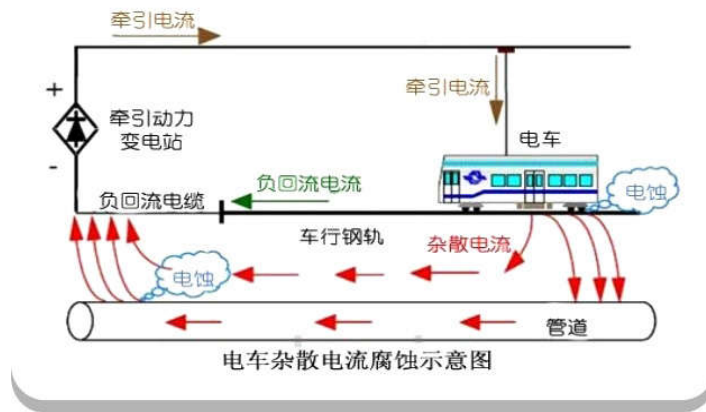 牵引电流
牵引电流
+
牵引动力
变电站
-
电车
负回流电流
负回流电缆
电蚀
车行钢轨
杂散电流
电蚀
管道
电车杂散电流腐蚀示意图